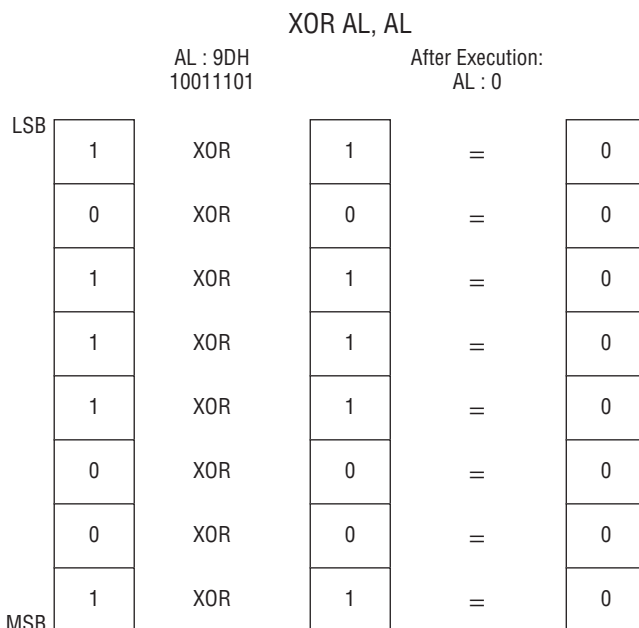 XOR AL, AL
AL : 9DH After Execution:
10011101 AL : 0
LSB
1 XOR 1 = 0
0 XOR 0 = 0
1 XOR 1 = 0
1 XOR 1 = 0
1 XOR 1 = 0
0 XOR 0 = 0
0 XOR 0 = 0
1 XOR 1 = 0
MSB